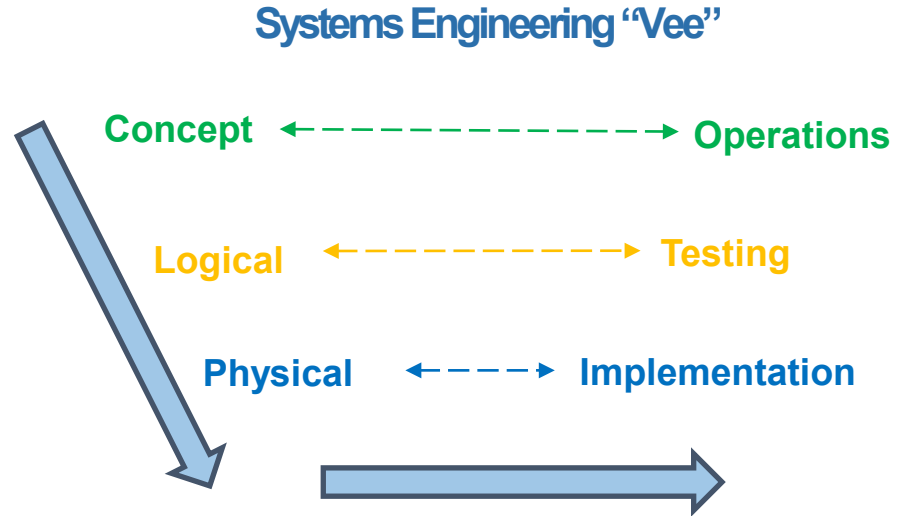 Systems Engineering “Vee”
Concept
Operations
Logical
Testing
Physical
Implementation